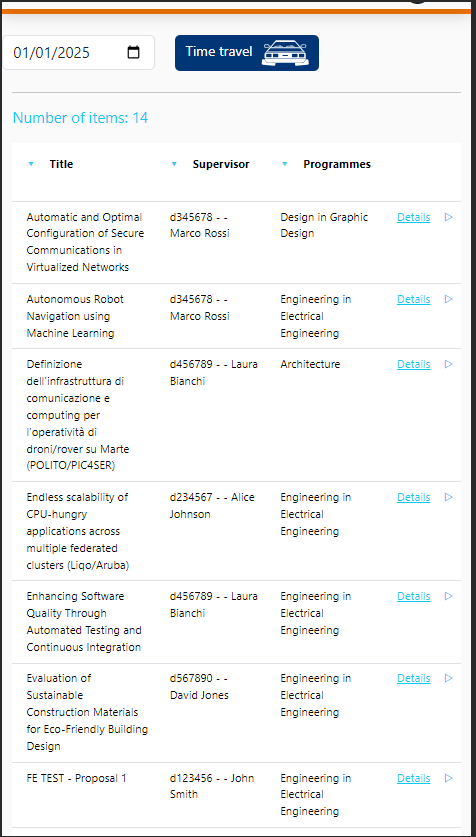 01/01/2025
Time travel
Number of items: 14
Title Supervisor Programmes
Automatic and Optimal
Configuration of Secure
Communications in
Virtualized Networks
d345678 - -
Marco Rossi
Design in Graphic
Design
Details
Autonomous Robot
Navigation using
Machine Learning
d345678 - -
Marco Rossi
Engineering in
Electrical
Engineering
Details
Definizione
dell'infrastruttura di
comunicazione e
computing per
l'operatività di
droni/rover su Marte
(POLITO/PIC4SER)
d456789 - - Laura
Bianchi
Architecture
Details
Endless scalability of
CPU-hungry
applications across
multiple federated
clusters (Liqo/Aruba)
d234567 - - Alice
Johnson
Engineering in
Electrical
Engineering
Details
Enhancing Software
Quality Through
Automated Testing and
Continuous Integration
d456789 - - Laura
Bianchi
Engineering in
Electrical
Engineering
Details
Evaluation of
Sustainable
Construction Materials
for Eco-Friendly Building
Design
d567890 - -
David Jones
Engineering in
Electrical
Engineering
Details
FE TEST - Proposal 1
d123456 - - John
Smith
Engineering in
Electrical
Engineering
Details